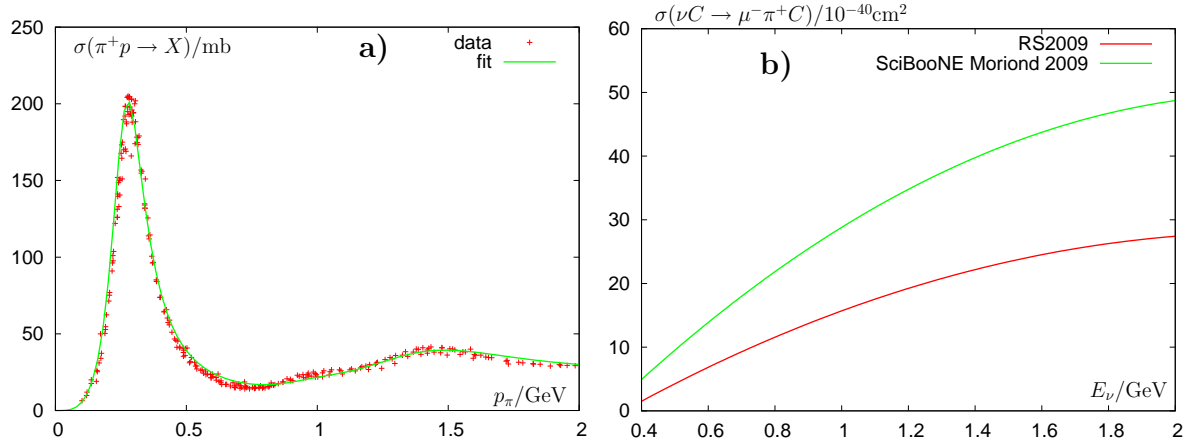 σ(π⁺p → X)/mb
a)
data
fit
250
200
150
100
50
0
0 0.5 1 1.5 2
p_π/GeV
σ(νC → μ⁻π⁺C)/10⁻⁴⁰cm²
b)
RS2009
SciBooNE Moriond 2009
60
50
40
30
20
10
0
0.4 0.6 0.8 1 1.2 1.4 1.6 1.8 2
E_ν/GeV